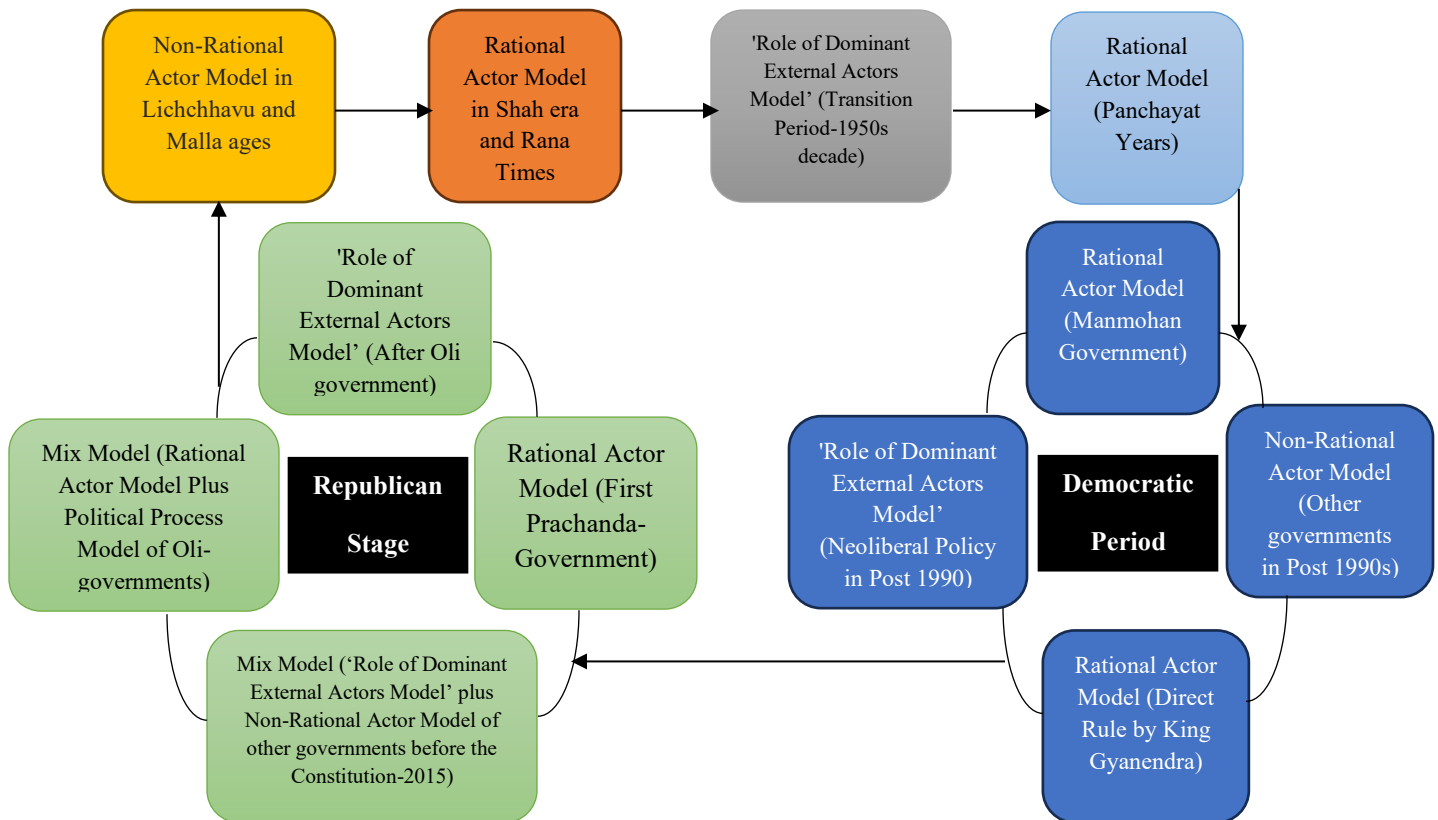 Non-Rational
Actor Model in
Lichchhavu and
Malla ages
Rational
Actor Model
in Shah era
and Rana
Times
'Role of Dominant
External Actors
Model’ (Transition
Period-1950s
decade)
Rational
Actor Model
(Panchayat
Years)
'Role of
Dominant
External Actors
Model’ (After Oli
government)
Rational
Actor Model
(Manmohan
Government)
Mix Model (Rational
Actor Model Plus
Political Process
Model of Oli-
governments)
Republican
Stage
Rational Actor
Model (First
Prachanda-
Government)
'Role of Dominant
External Actors
Model’
(Neoliberal Policy
in Post 1990)
Democratic
Period
Non-Rational
Actor Model
(Other
governments
in Post 1990s)
Mix Model (‘Role of Dominant
External Actors Model’ plus
Non-Rational Actor Model of
other governments before the
Constitution-2015)
Rational Actor
Model (Direct
Rule by King
Gyanendra)